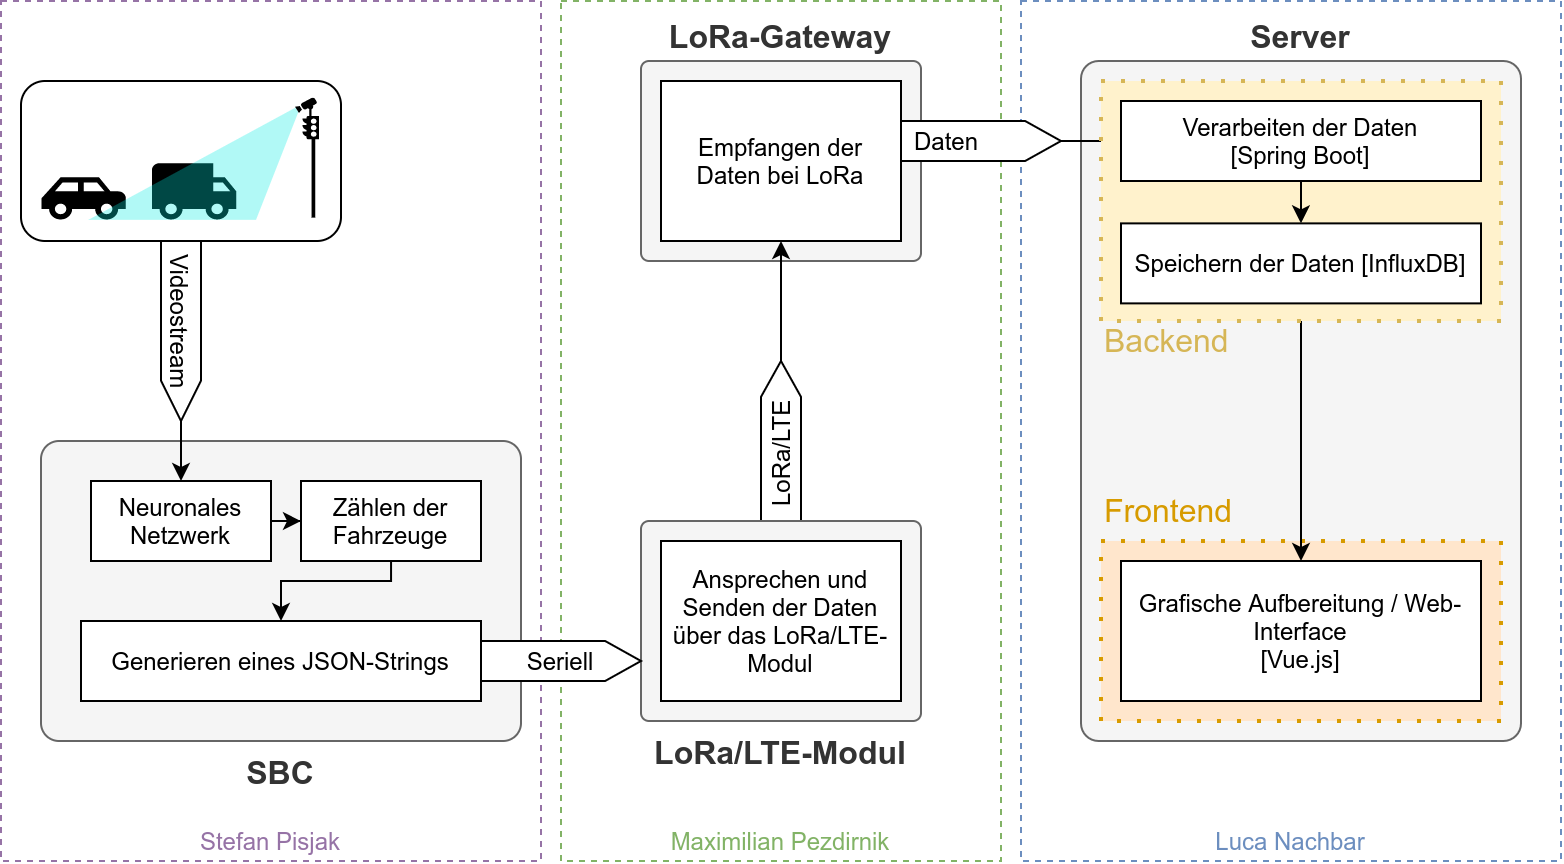 Videostream
Neuronales
Netzwerk
Zählen der
Fahrzeuge
Generieren eines JSON-Strings
SBC
Stefan Pisjak
Seriell
LoRa-Gateway
Empfangen der
Daten bei LoRa
LoRa/LTE
Ansprechen und
Senden der Daten
über das LoRa/LTE-
Modul
LoRa/LTE-Modul
Maximilian Pezdirnik
Daten
Server
Verarbeiten der Daten
[Spring Boot]
Speichern der Daten [InfluxDB]
Backend
Frontend
Grafische Aufbereitung / Web-
Interface
[Vue.js]
Luca Nachbar